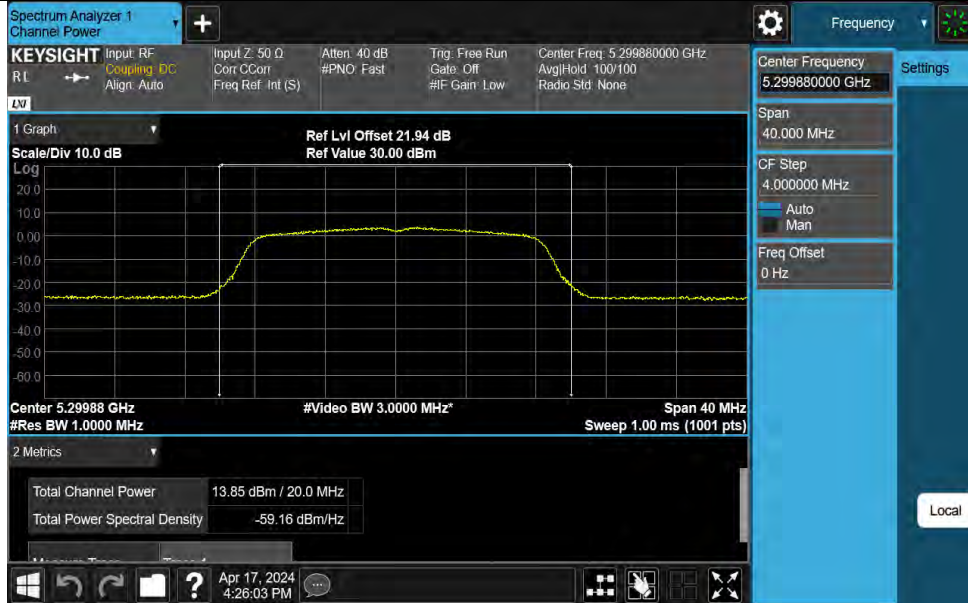 Spectrum Analyzer 1
Channel Power
+
Frequency
KEYSIGHT Input: RF Input Z: 50 Ω Atten: 40 dB Trig: Free Run Center Freq: 5.299880000 GHz
RL Coupling: DC Corr CCorr #PNO: Fast Gate: Off Avg|Hold: 100/100
Align: Auto Freq Ref: Int (S) #IF Gain: Low Radio Std: None
LXI
Center Frequency
5.299880000 GHz
Settings
Span
40.000 MHz
CF Step
4.000000 MHz
Auto
Man
Freq Offset
0 Hz
1 Graph
Ref Lvl Offset 21.94 dB
Scale/Div 10.0 dB Ref Value 30.00 dBm
Log
20.0
10.0
0.00
-10.0
-20.0
-30.0
-40.0
-50.0
-60.0
Center 5.29988 GHz #Video BW 3.0000 MHz* Span 40 MHz
#Res BW 1.0000 MHz Sweep 1.00 ms (1001 pts)
2 Metrics
Total Channel Power 13.85 dBm / 20.0 MHz
Total Power Spectral Density -59.16 dBm/Hz
Local
?
Apr 17, 2024
4:26:03 PM